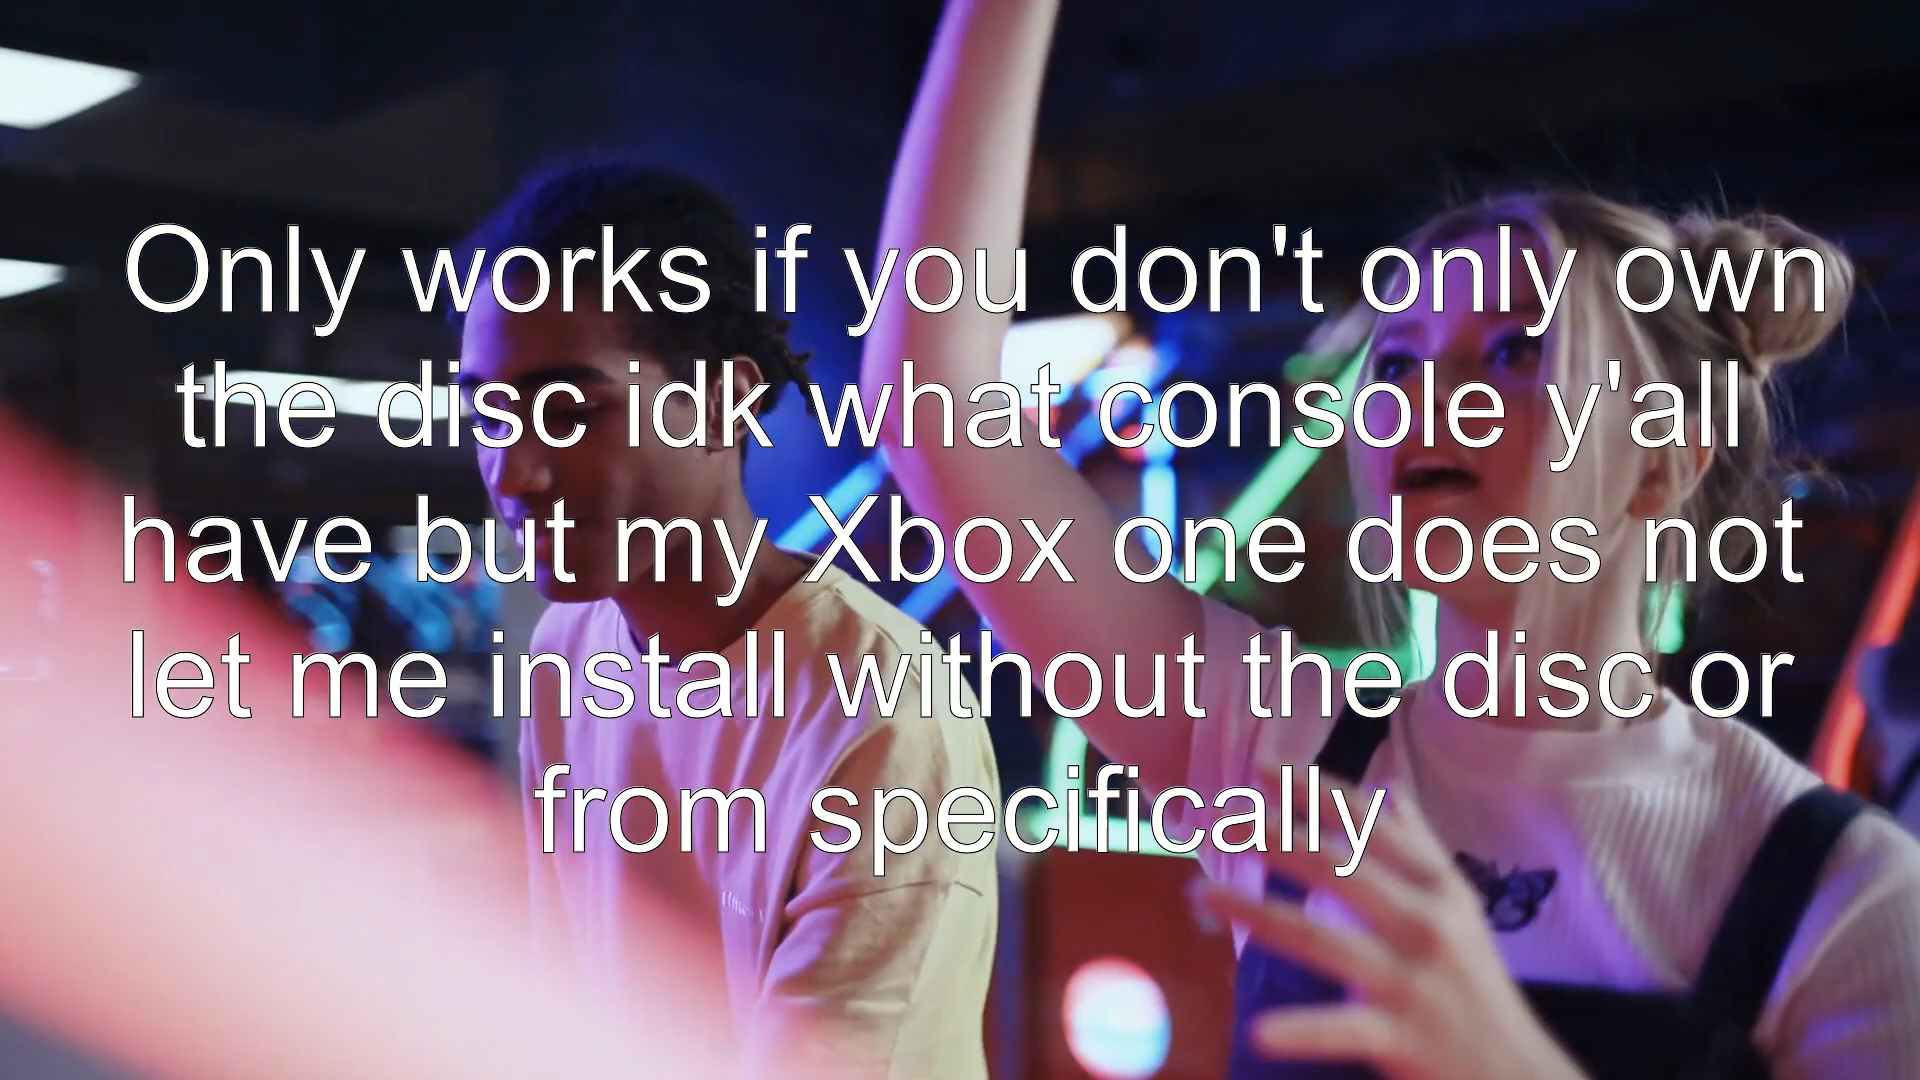 Only works if you don't only own
the disc idk what console y'all
have but my Xbox one does not
let me install without the disc or
from specifically